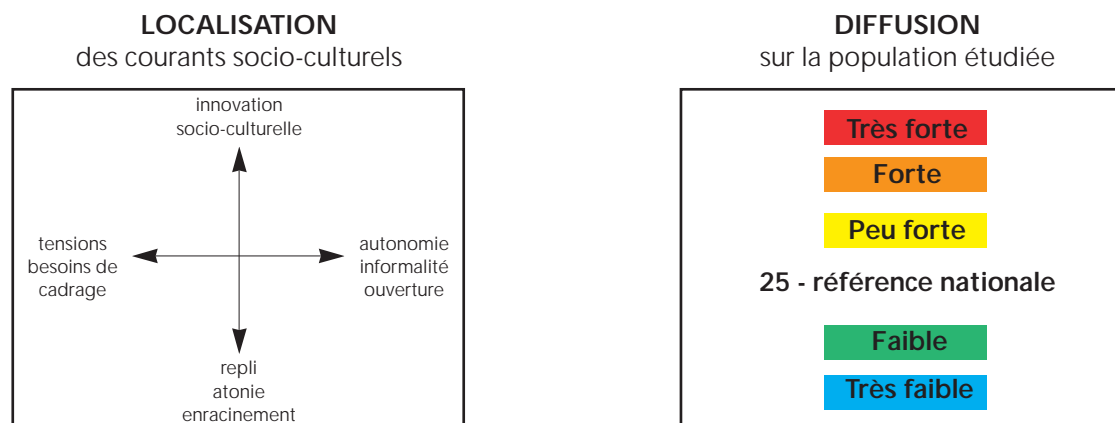 LOCALISATION
des courants socio-culturels
innovation
socio-culturelle
tensions
besoins de
cadrage
autonomie
informalité
ouverture
repli
atonie
enracinement
DIFFUSION
sur la population étudiée
Très forte
Forte
Peu forte
25 - référence nationale
Faible
Très faible